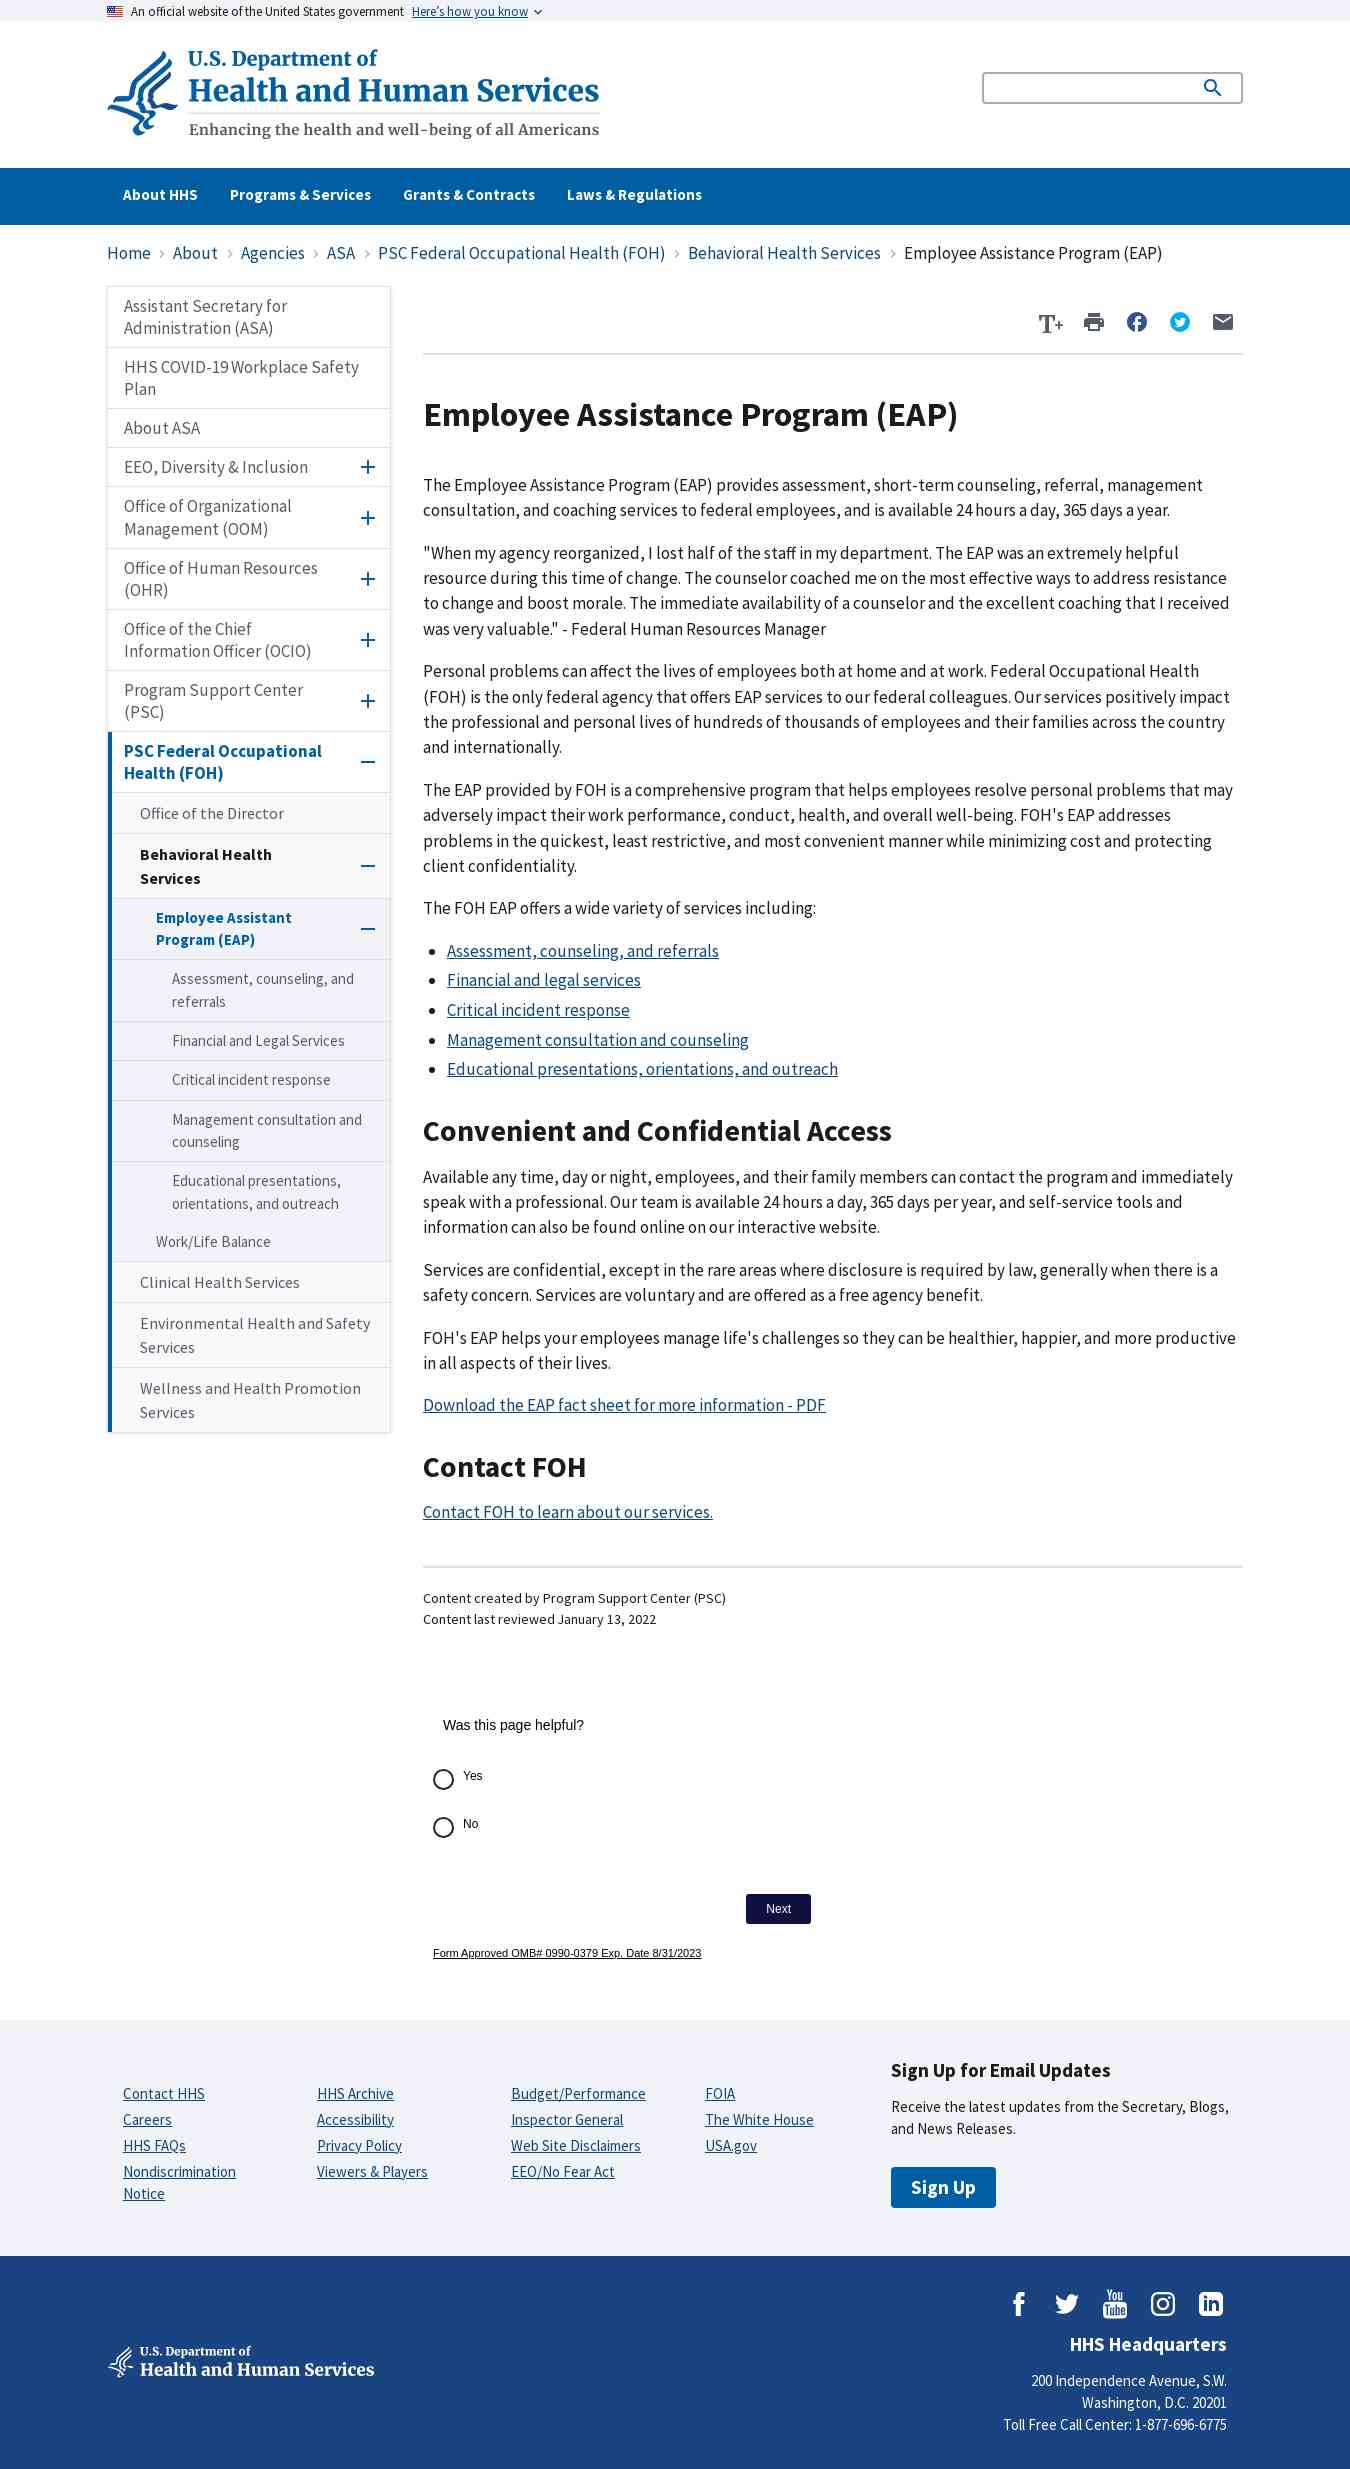 An official website of the United States government Here's how you know
U.S. Department of
Health and Human Services
Enhancing the health and well-being of all Americans
About HHS Programs & Services Grants & Contracts Laws & Regulations
Home About Agencies ASA PSC Federal Occupational Health (FOH) Behavioral Health Services Employee Assistance Program (EAP)
Assistant Secretary for
Administration (ASA)
HHS COVID-19 Workplace Safety
Plan
About ASA
EEO, Diversity & Inclusion
Office of Organizational
Management (OOM)
Office of Human Resources
(OHR)
Office of the Chief
Information Officer (OCIO)
Program Support Center
(PSC)
PSC Federal Occupational
Health (FOH)
Office of the Director
Behavioral Health
Services
Employee Assistant
Program (EAP)
Assessment, counseling, and
referrals
Financial and Legal Services
Critical incident response
Management consultation and
counseling
Educational presentations,
orientations, and outreach
Work/Life Balance
Clinical Health Services
Environmental Health and Safety
Services
Wellness and Health Promotion
Services
T+
Employee Assistance Program (EAP)
The Employee Assistance Program (EAP) provides assessment, short-term counseling, referral, management
consultation, and coaching services to federal employees, and is available 24 hours a day, 365 days a year.
"When my agency reorganized, I lost half of the staff in my department. The EAP was an extremely helpful
resource during this time of change. The counselor coached me on the most effective ways to address resistance
to change and boost morale. The immediate availability of a counselor and the excellent coaching that I received
was very valuable." - Federal Human Resources Manager
Personal problems can affect the lives of employees both at home and at work. Federal Occupational Health
(FOH) is the only federal agency that offers EAP services to our federal colleagues. Our services positively impact
the professional and personal lives of hundreds of thousands of employees and their families across the country
and internationally.
The EAP provided by FOH is a comprehensive program that helps employees resolve personal problems that may
adversely impact their work performance, conduct, health, and overall well-being. FOH's EAP addresses
problems in the quickest, least restrictive, and most convenient manner while minimizing cost and protecting
client confidentiality.
The FOH EAP offers a wide variety of services including:
Assessment, counseling, and referrals
Financial and legal services
Critical incident response
Management consultation and counseling
Educational presentations, orientations, and outreach
Convenient and Confidential Access
Available any time, day or night, employees, and their family members can contact the program and immediately
speak with a professional. Our team is available 24 hours a day, 365 days per year, and self-service tools and
information can also be found online on our interactive website.
Services are confidential, except in the rare areas where disclosure is required by law, generally when there is a
safety concern. Services are voluntary and are offered as a free agency benefit.
FOH's EAP helps your employees manage life's challenges so they can be healthier, happier, and more productive
in all aspects of their lives.
Download the EAP fact sheet for more information - PDF
Contact FOH
Contact FOH to learn about our services.
Content created by Program Support Center (PSC)
Content last reviewed January 13, 2022
Was this page helpful?
Yes
No
Next
Form Approved OMB# 0990-0379 Exp. Date 8/31/2023
Contact HHS
Careers
HHS FAQs
Nondiscrimination
Notice
HHS Archive
Accessibility
Privacy Policy
Viewers & Players
Budget/Performance
Inspector General
Web Site Disclaimers
EEO/No Fear Act
FOIA
The White House
USA.gov
Sign Up for Email Updates
Receive the latest updates from the Secretary, Blogs,
and News Releases.
Sign Up
You
Tube
in
U.S. Department of
Health and Human Services
HHS Headquarters
200 Independence Avenue, S.W.
Washington, D.C. 20201
Toll Free Call Center: 1-877-696-6775